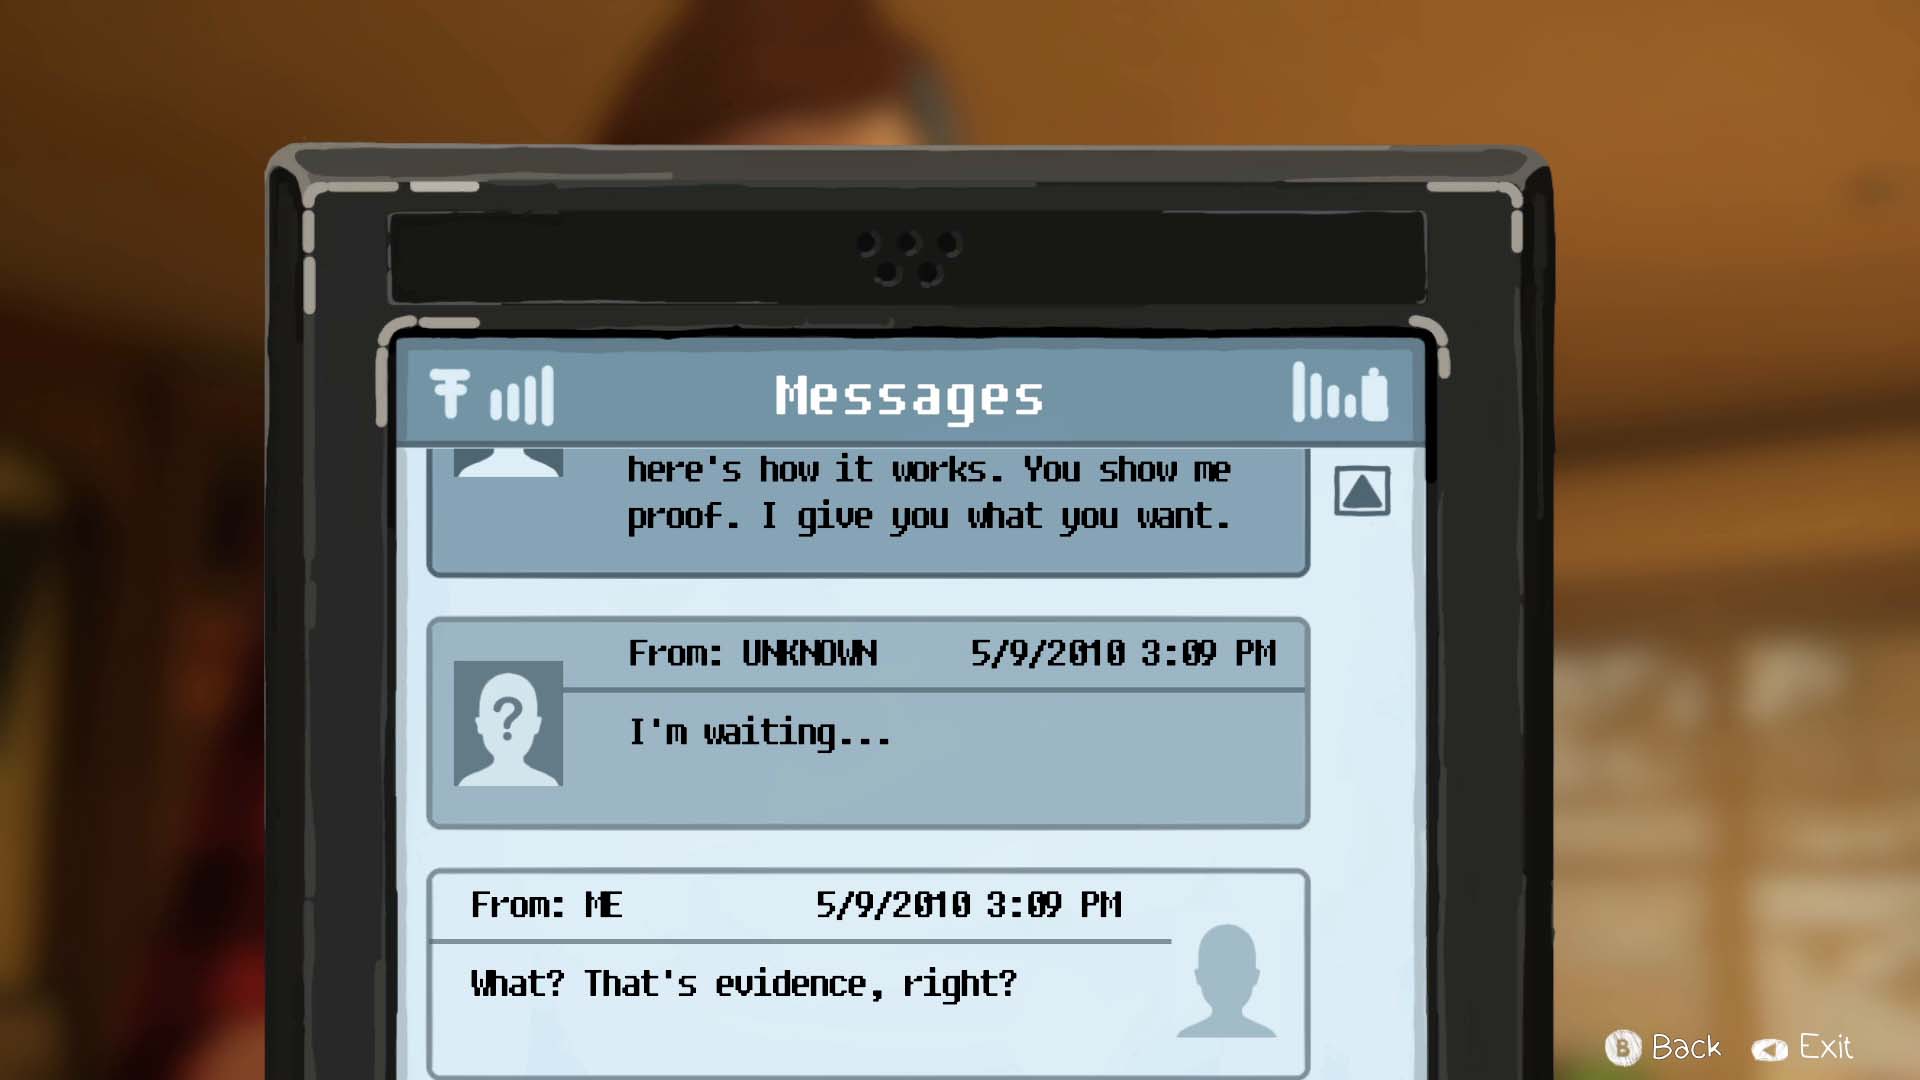 Messages
here's how it works. You show me
proof. I give you what you want.
From: UNKNOWN 5/9/2010 3:09 PM
?
I'm waiting...
From: ME 5/9/2010 3:09 PM
What? That's evidence, right?
B Back Exit